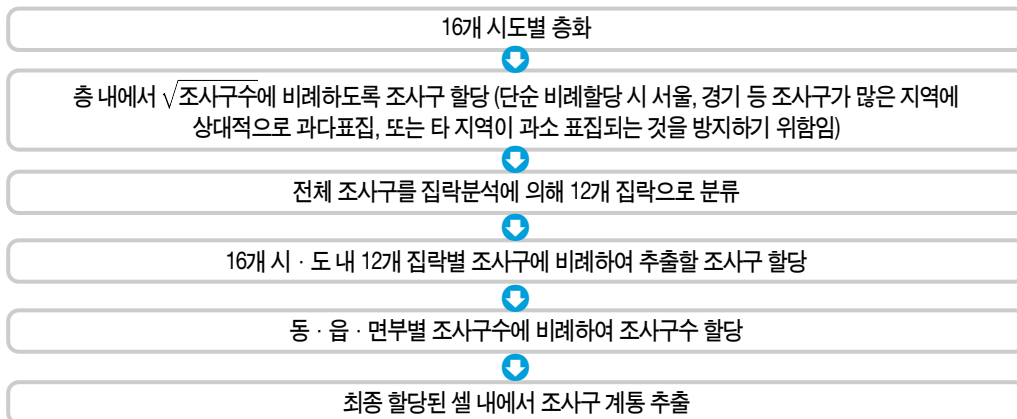 16개 시도별 층화
층 내에서 √조사구수에 비례하도록 조사구 할당 (단순 비례할당 시 서울, 경기 등 조사구가 많은 지역에
상대적으로 과다표집, 또는 타 지역이 과소 표집되는 것을 방지하기 위함임)
전체 조사구를 집락분석에 의해 12개 집락으로 분류
16개 시 · 도 내 12개 집락별 조사구에 비례하여 추출할 조사구 할당
동 · 읍 · 면부별 조사구수에 비례하여 조사구수 할당
최종 할당된 셀 내에서 조사구 계통 추출